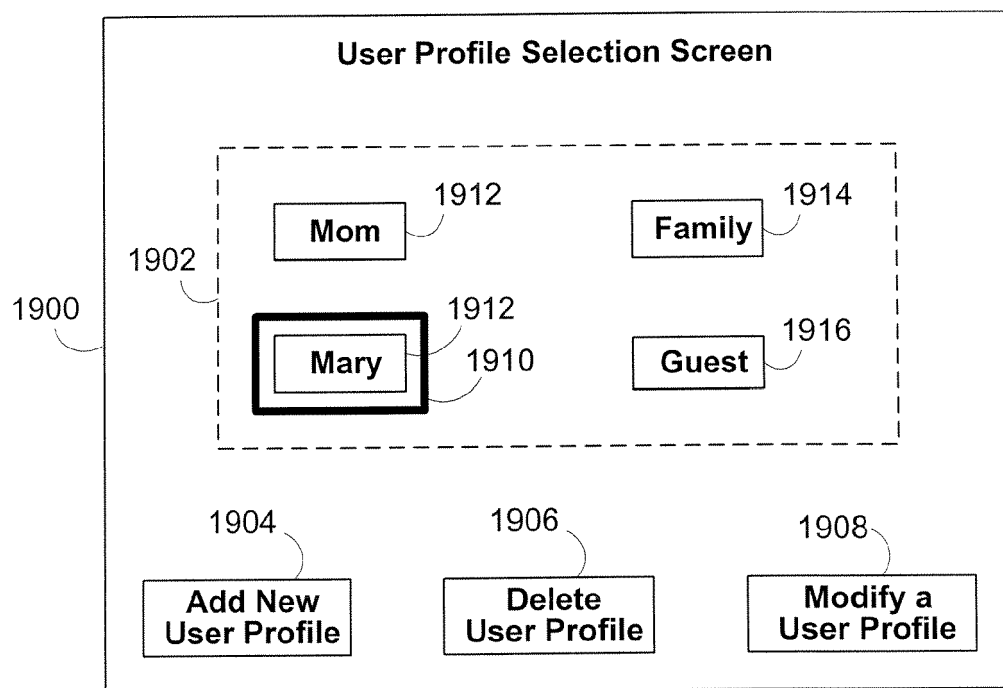 User Profile Selection Screen
1912
1914
Mom
Family
1902
1900
1912
1916
Mary
1910
Guest
1904
1906
1908
Add New
User Profile
Delete
User Profile
Modify a
User Profile